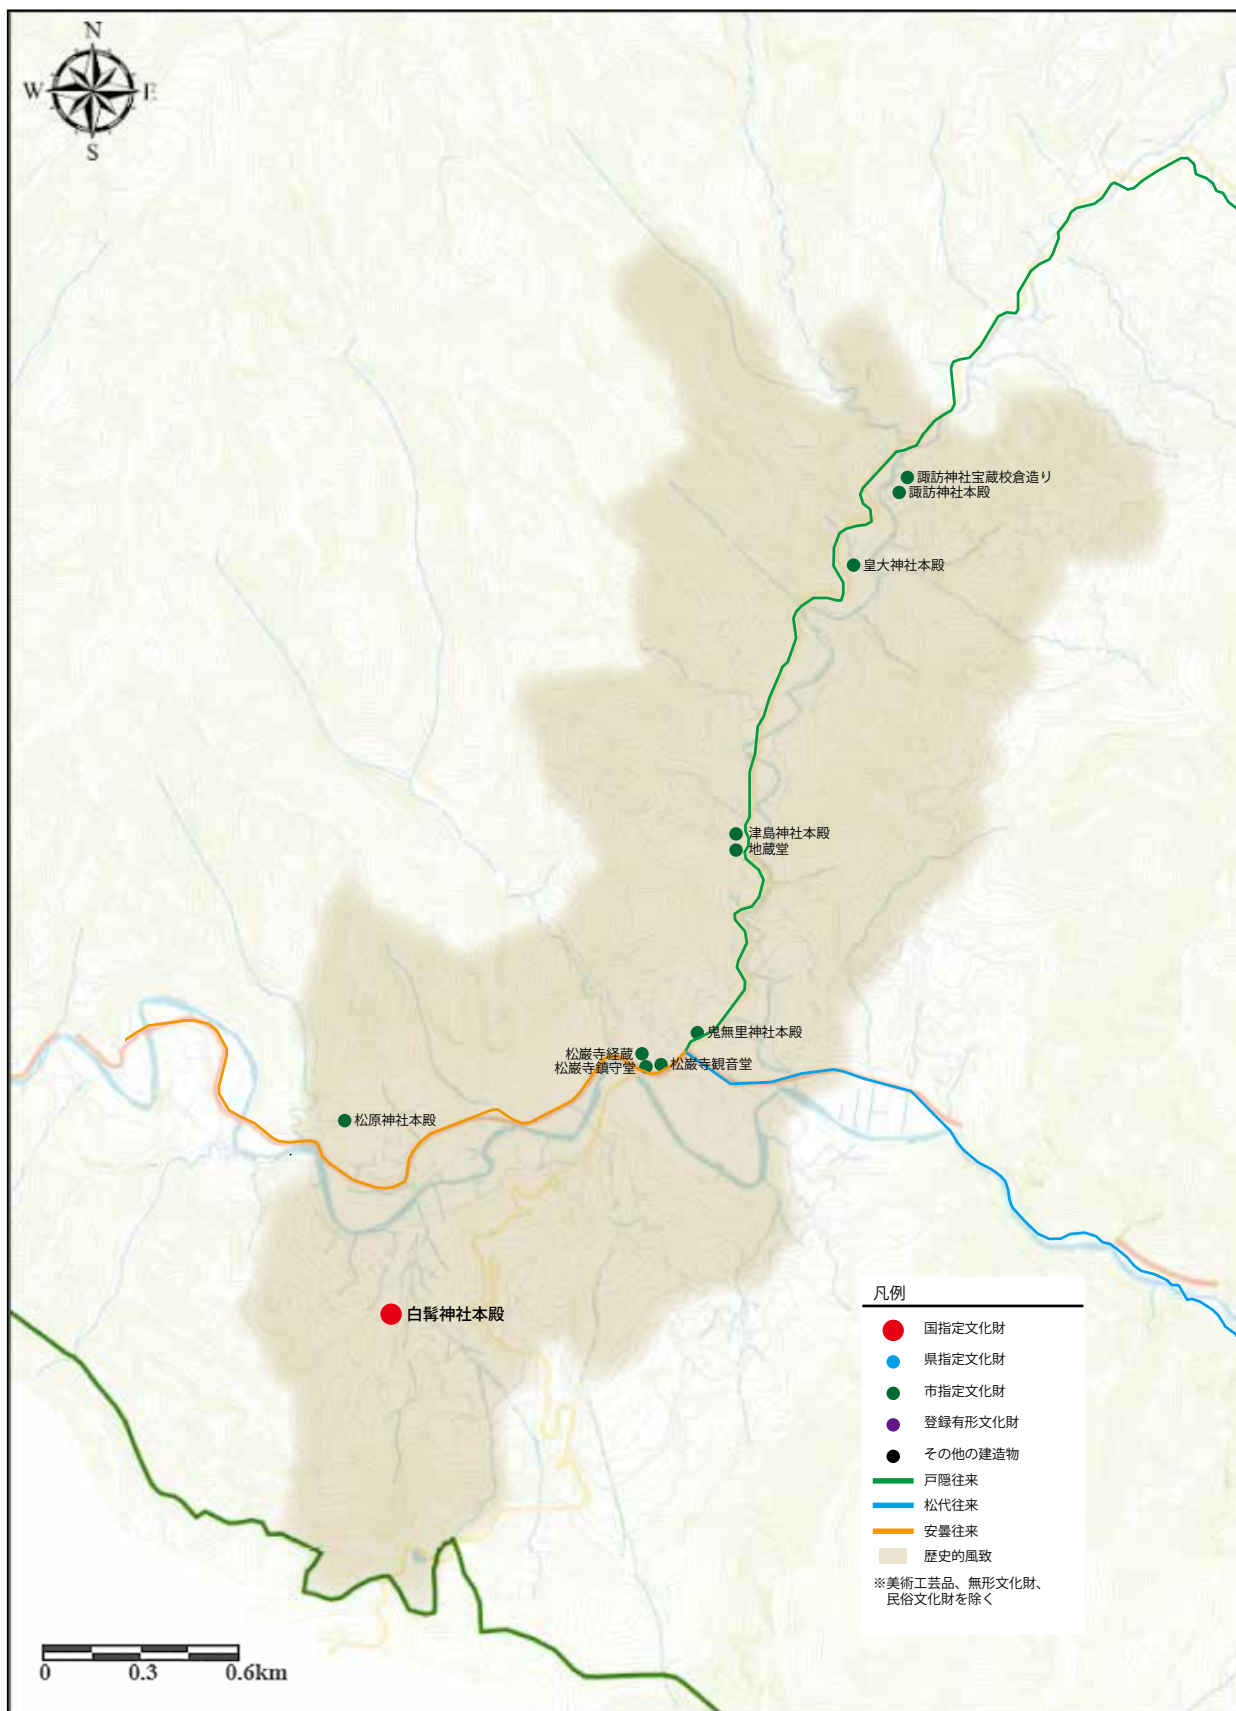 N
W E
S
諏訪神社宝蔵校倉造り
諏訪神社本殿
皇大神社本殿
津島神社本殿
地蔵堂
鬼無里神社本殿
松巌寺経蔵
松巌寺鎮守堂
松巌寺観音堂
松原神社本殿
白髯神社本殿
凡例
国指定文化財
県指定文化財
市指定文化財
登録有形文化財
その他の建造物
戸隠往来
松代往来
安曇往来
歴史的風致
※美術工芸品、無形文化財、
民俗文化財を除く
0 0.3 0.6km